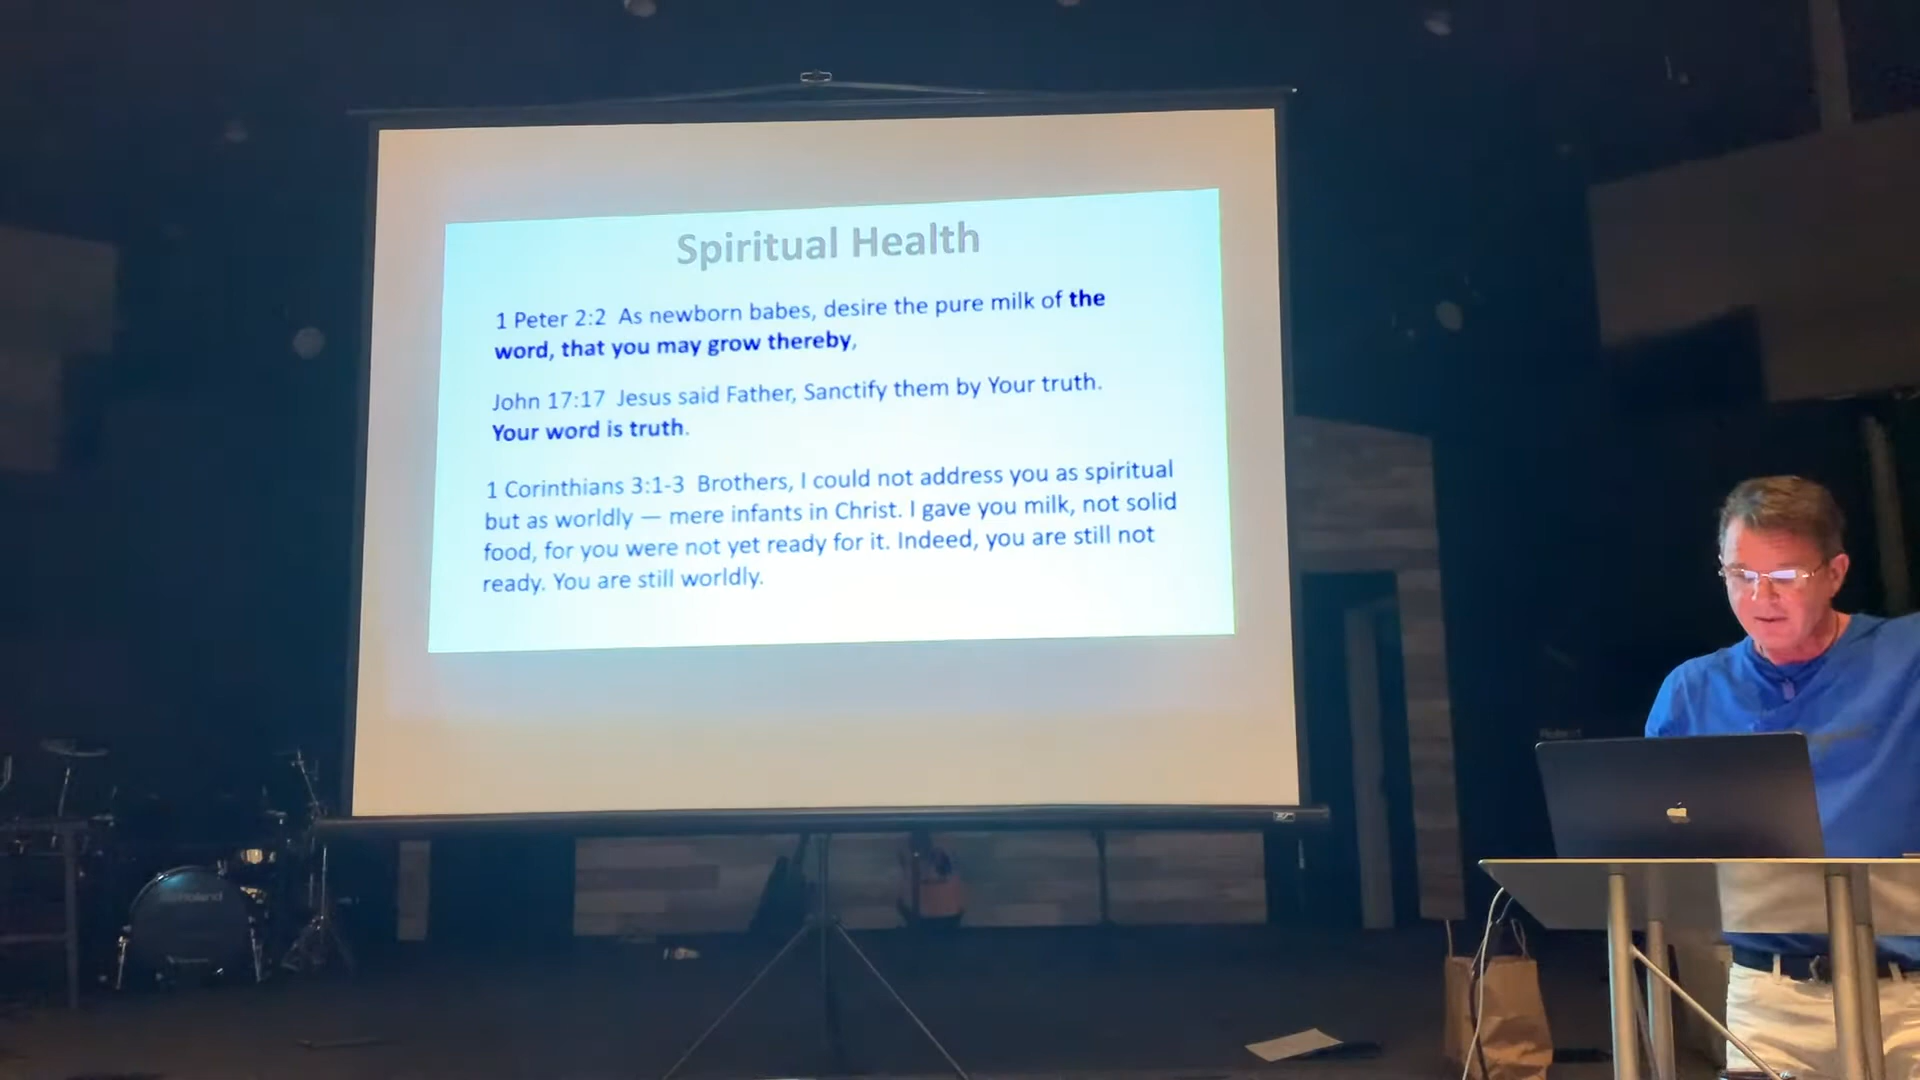 Spiritual Health
1 Peter 2:2 As newborn babes, desire the pure milk of the
word, that you may grow thereby,
John 17:17 Jesus said Father, Sanctify them by Your truth.
Your word is truth.
1 Corinthians 3:1-3 Brothers, I could not address you as spiritual
but as worldly — mere infants in Christ. I gave you milk, not solid
food, for you were not yet ready for it. Indeed, you are still not
ready. You are still worldly.
Roland